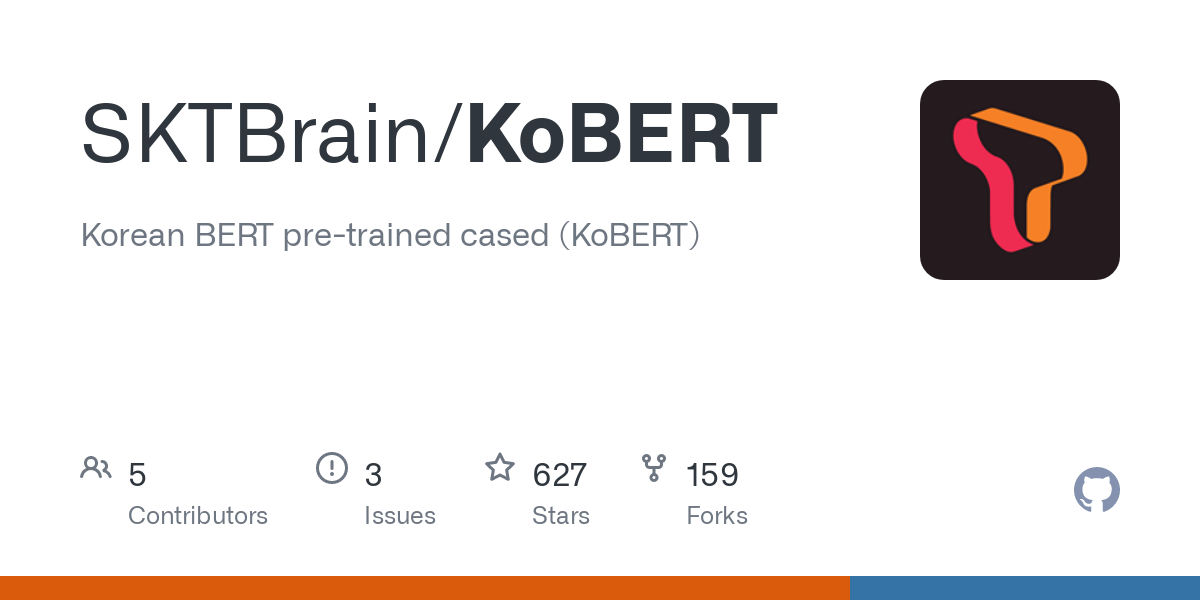 SKTBrain/KoBERT
Korean BERT pre-trained cased (KoBERT)
5 3 627 159
Contributors Issues Stars Forks